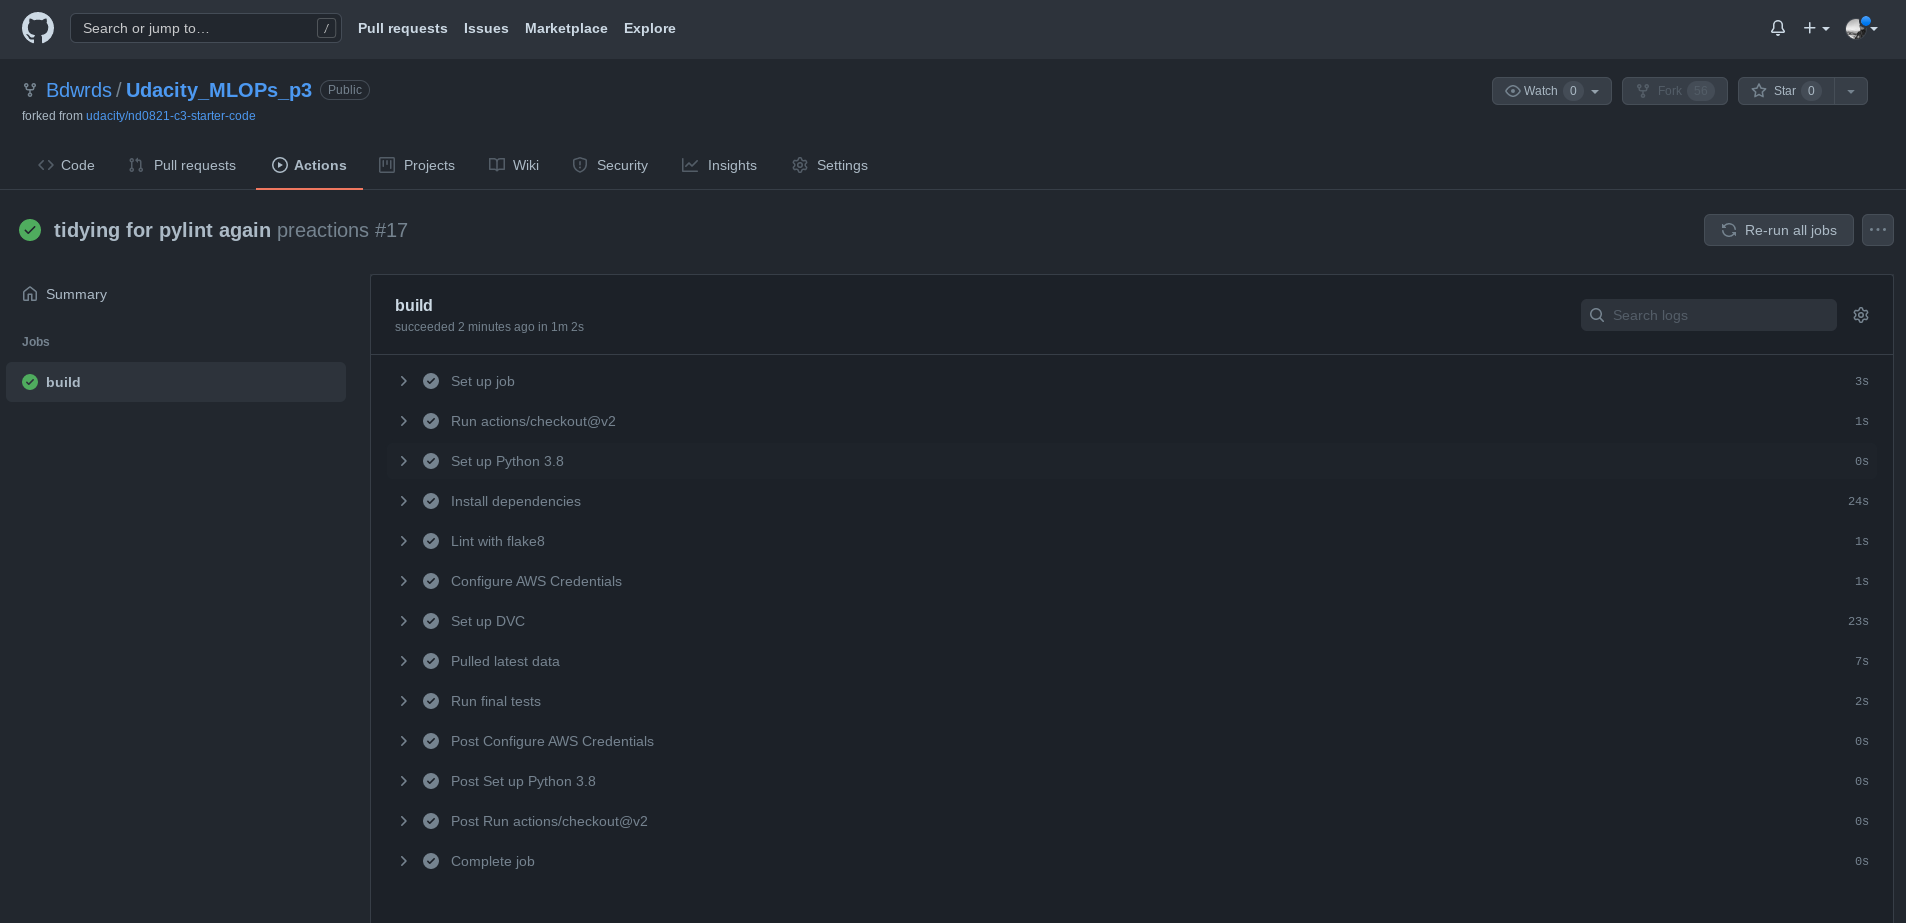 Search or jump to… /
Pull requests Issues Marketplace Explore
Bdwrds / Udacity_MLOPs_p3 Public
Watch 0 Fork 56 Star 0
forked from udacity/nd0821-c3-starter-code
Code Pull requests Actions Projects Wiki Security Insights Settings
tidying for pylint again preactions #17
Re-run all jobs
Summary
Jobs
build
build
succeeded 2 minutes ago in 1m 2s
Search logs
Set up job 3s
Run actions/checkout@v2 1s
Set up Python 3.8 0s
Install dependencies 24s
Lint with flake8 1s
Configure AWS Credentials 1s
Set up DVC 23s
Pulled latest data 7s
Run final tests 2s
Post Configure AWS Credentials 0s
Post Set up Python 3.8 0s
Post Run actions/checkout@v2 0s
Complete job 0s